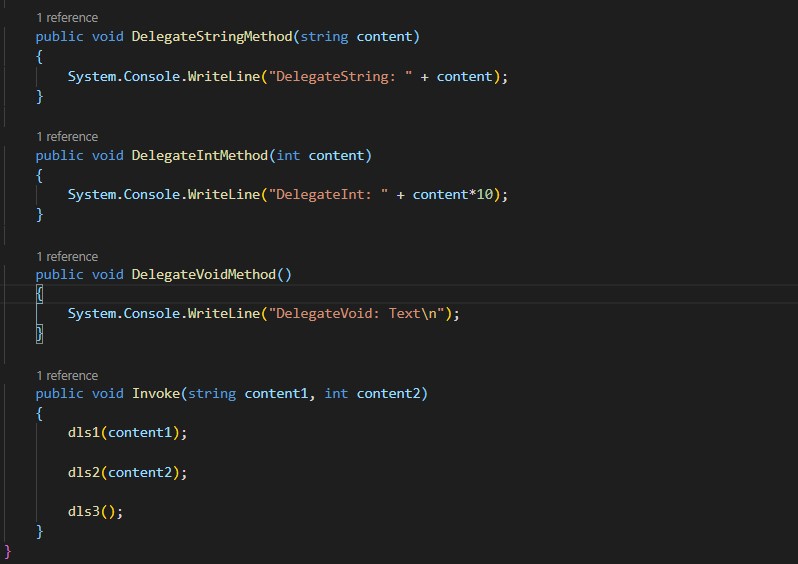 1 reference
public void DelegateStringMethod(string content)
{
System.Console.WriteLine("DelegateString: " + content);
}
1 reference
public void DelegateIntMethod(int content)
{
System.Console.WriteLine("DelegateInt: " + content*10);
}
1 reference
public void DelegateVoidMethod()
{
System.Console.WriteLine("DelegateVoid: Text\n");
}
1 reference
public void Invoke(string content1, int content2)
{
dls1(content1);
dls2(content2);
dls3();
}
}